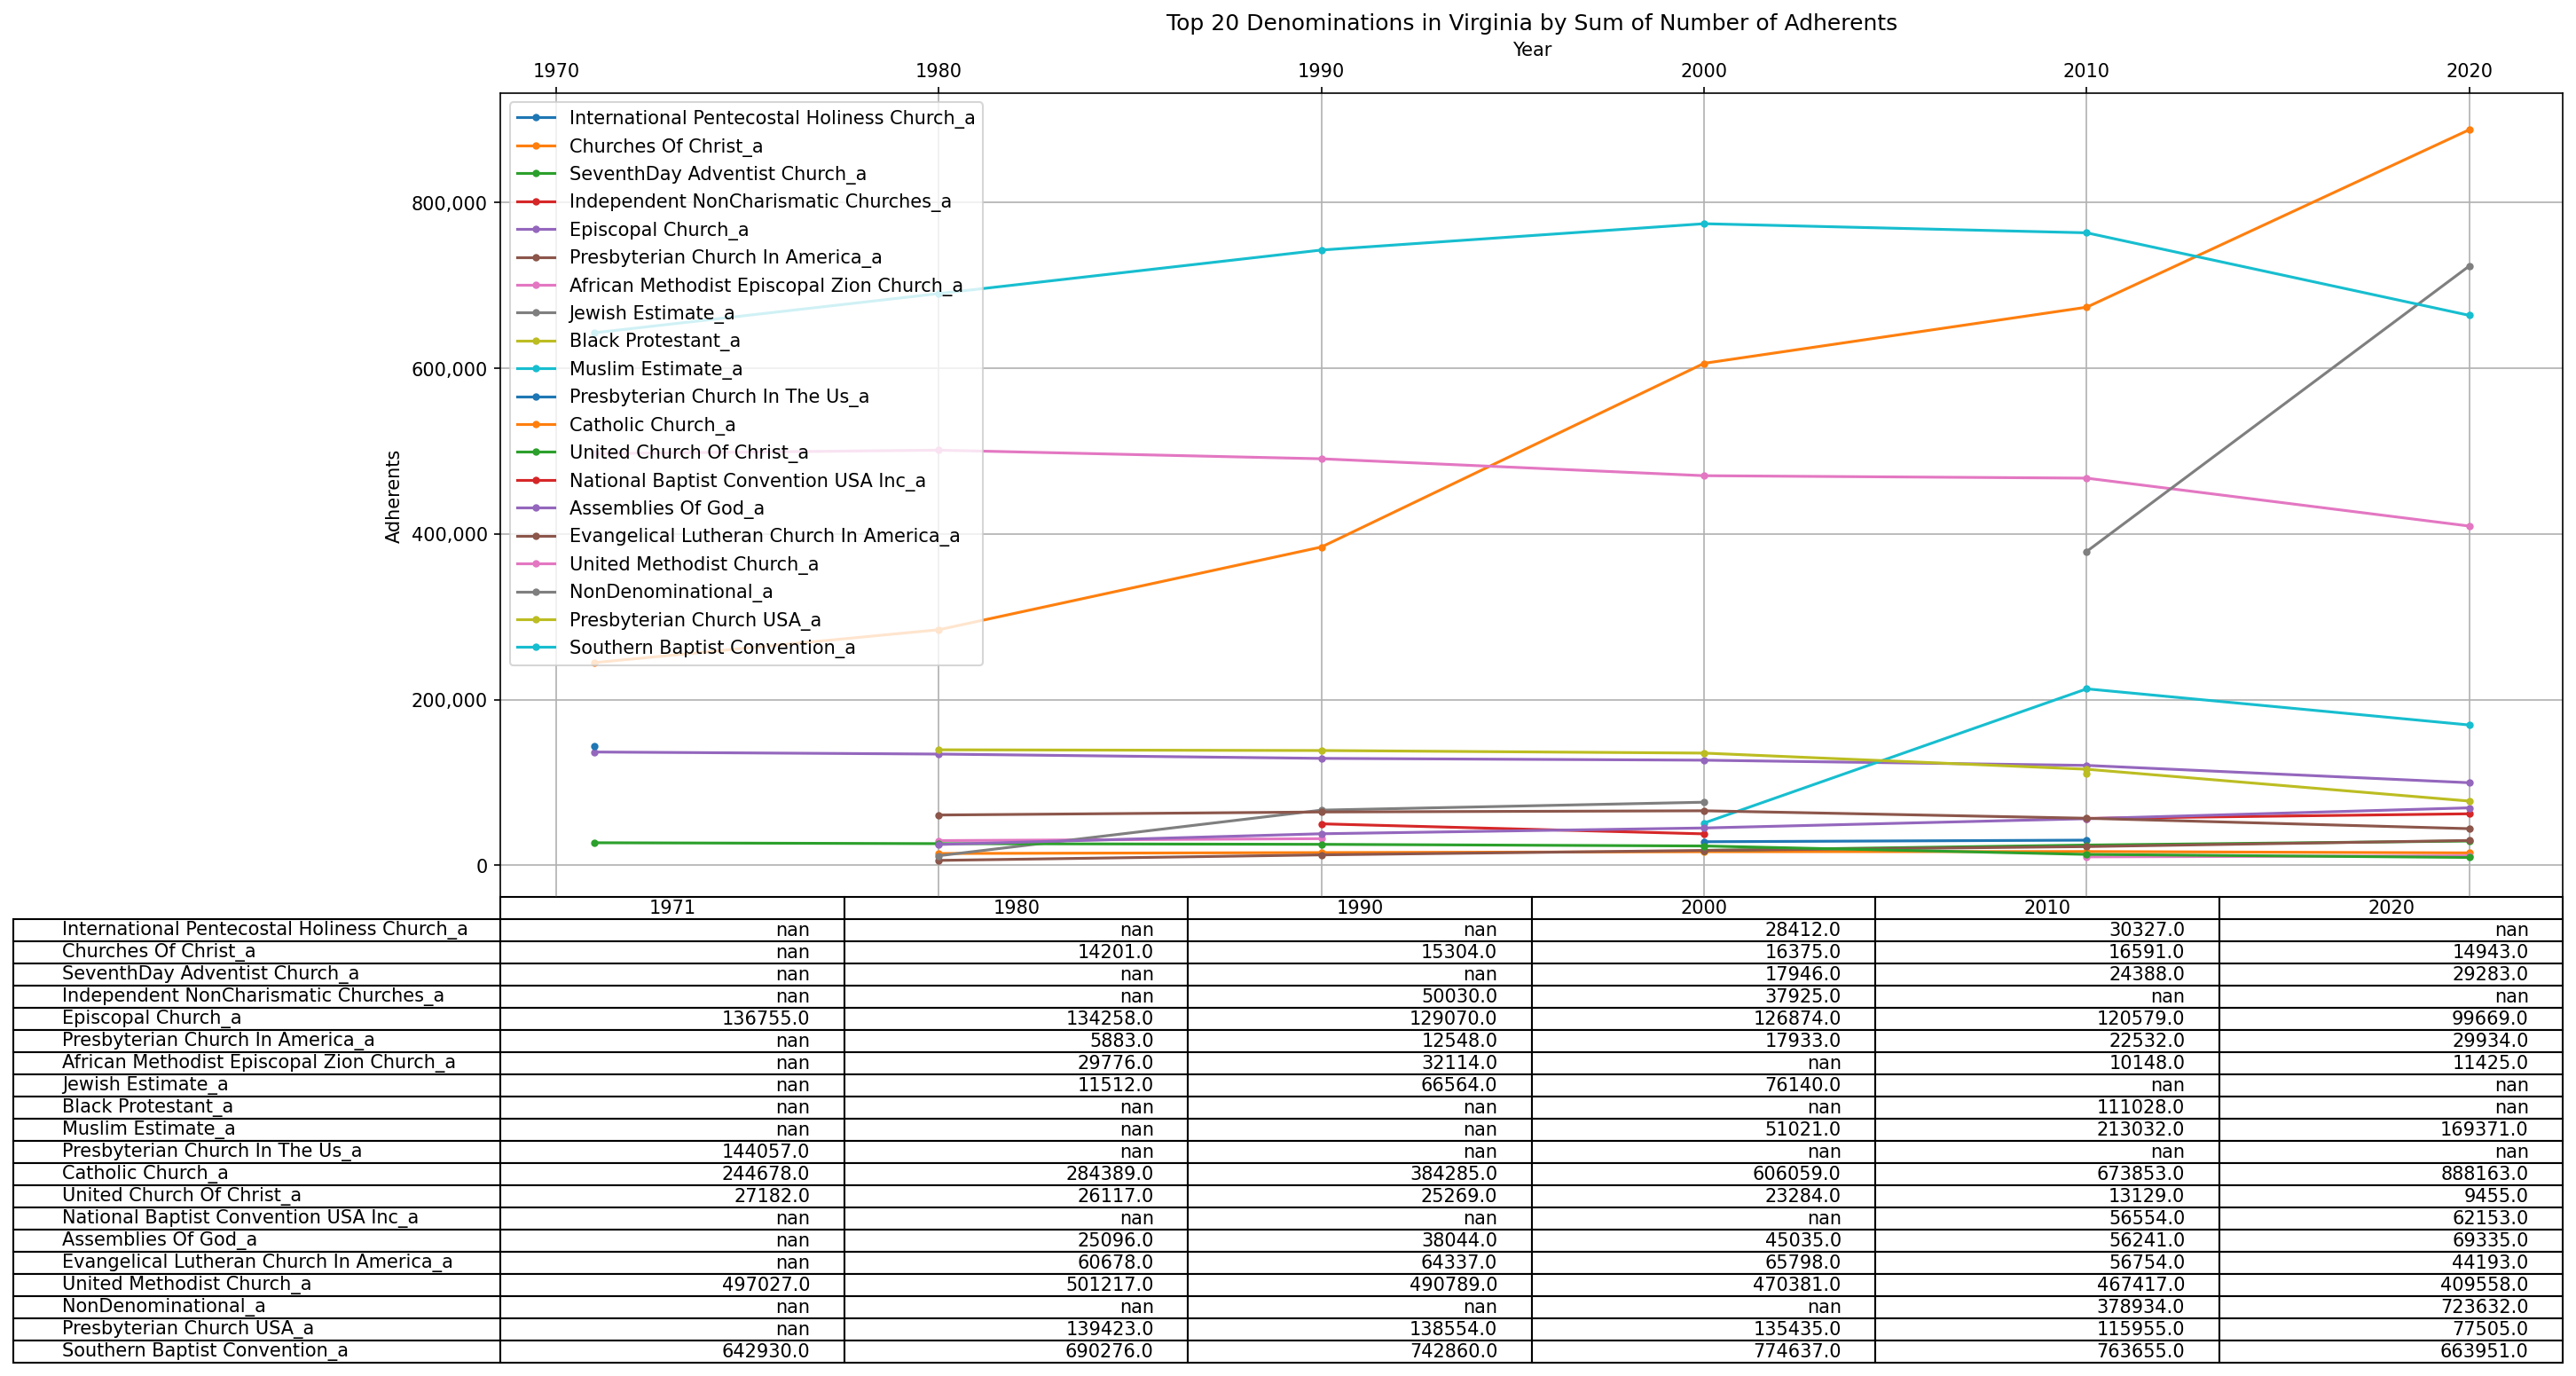 Top 20 Denominations in Virginia by Sum of Number of Adherents
Year
1970 1980 1990 2000 2010 2020
International Pentecostal Holiness Church_a
Churches Of Christ_a
SeventhDay Adventist Church_a
Independent NonCharismatic Churches_a
Episcopal Church_a
Presbyterian Church In America_a
African Methodist Episcopal Zion Church_a
Jewish Estimate_a
Black Protestant_a
Muslim Estimate_a
Presbyterian Church In The Us_a
Catholic Church_a
United Church Of Christ_a
National Baptist Convention USA Inc_a
Assemblies Of God_a
Evangelical Lutheran Church In America_a
United Methodist Church_a
NonDenominational_a
Presbyterian Church USA_a
Southern Baptist Convention_a
Adherents
800,000
600,000
400,000
200,000
0
1971 1980 1990 2000 2010 2020
International Pentecostal Holiness Church_a nan nan nan 28412.0 30327.0 nan
Churches Of Christ_a nan 14201.0 15304.0 16375.0 16591.0 14943.0
SeventhDay Adventist Church_a nan nan nan 17946.0 24388.0 29283.0
Independent NonCharismatic Churches_a nan nan 50030.0 37925.0 nan nan
Episcopal Church_a 136755.0 134258.0 129070.0 126874.0 120579.0 99669.0
Presbyterian Church In America_a nan 5883.0 12548.0 17933.0 22532.0 29934.0
African Methodist Episcopal Zion Church_a nan 29776.0 32114.0 nan 10148.0 11425.0
Jewish Estimate_a nan 11512.0 66564.0 76140.0 nan nan
Black Protestant_a nan nan nan nan 111028.0 nan
Muslim Estimate_a nan nan nan 51021.0 213032.0 169371.0
Presbyterian Church In The Us_a 144057.0 nan nan nan nan nan
Catholic Church_a 244678.0 284389.0 384285.0 606059.0 673853.0 888163.0
United Church Of Christ_a 27182.0 26117.0 25269.0 23284.0 13129.0 9455.0
National Baptist Convention USA Inc_a nan nan nan nan 56554.0 62153.0
Assemblies Of God_a nan 25096.0 38044.0 45035.0 56241.0 69335.0
Evangelical Lutheran Church In America_a nan 60678.0 64337.0 65798.0 56754.0 44193.0
United Methodist Church_a 497027.0 501217.0 490789.0 470381.0 467417.0 409558.0
NonDenominational_a nan nan nan nan 378934.0 723632.0
Presbyterian Church USA_a nan 139423.0 138554.0 135435.0 115955.0 77505.0
Southern Baptist Convention_a 642930.0 690276.0 742860.0 774637.0 763655.0 663951.0